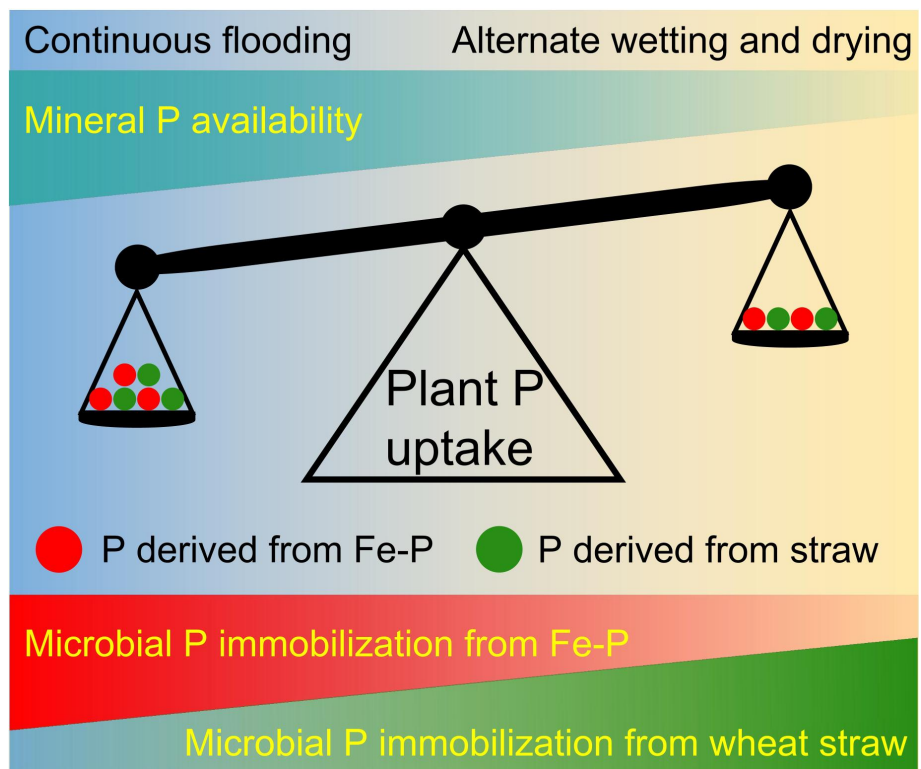 Continuous flooding
Alternate wetting and drying
Mineral P availability
Plant P
uptake
P derived from Fe-P
P derived from straw
Microbial P immobilization from Fe-P
Microbial P immobilization from wheat straw